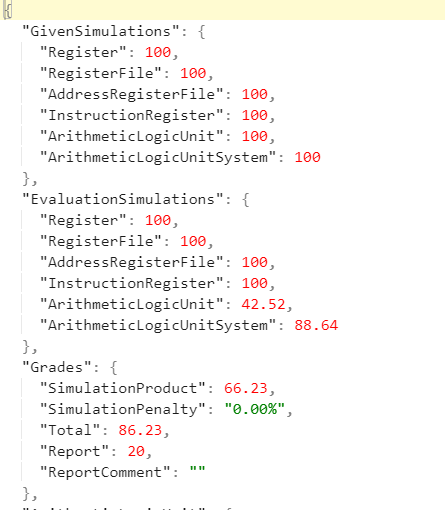 {
"GivenSimulations": {
"Register": 100,
"RegisterFile": 100,
"AddressRegisterFile": 100,
"InstructionRegister": 100,
"ArithmeticLogicUnit": 100,
"ArithmeticLogicUnitSystem": 100
},
"EvaluationSimulations": {
"Register": 100,
"RegisterFile": 100,
"AddressRegisterFile": 100,
"InstructionRegister": 100,
"ArithmeticLogicUnit": 42.52,
"ArithmeticLogicUnitSystem": 88.64
},
"Grades": {
"SimulationProduct": 66.23,
"SimulationPenalty": "0.00%",
"Total": 86.23,
"Report": 20,
"ReportComment": ""
},